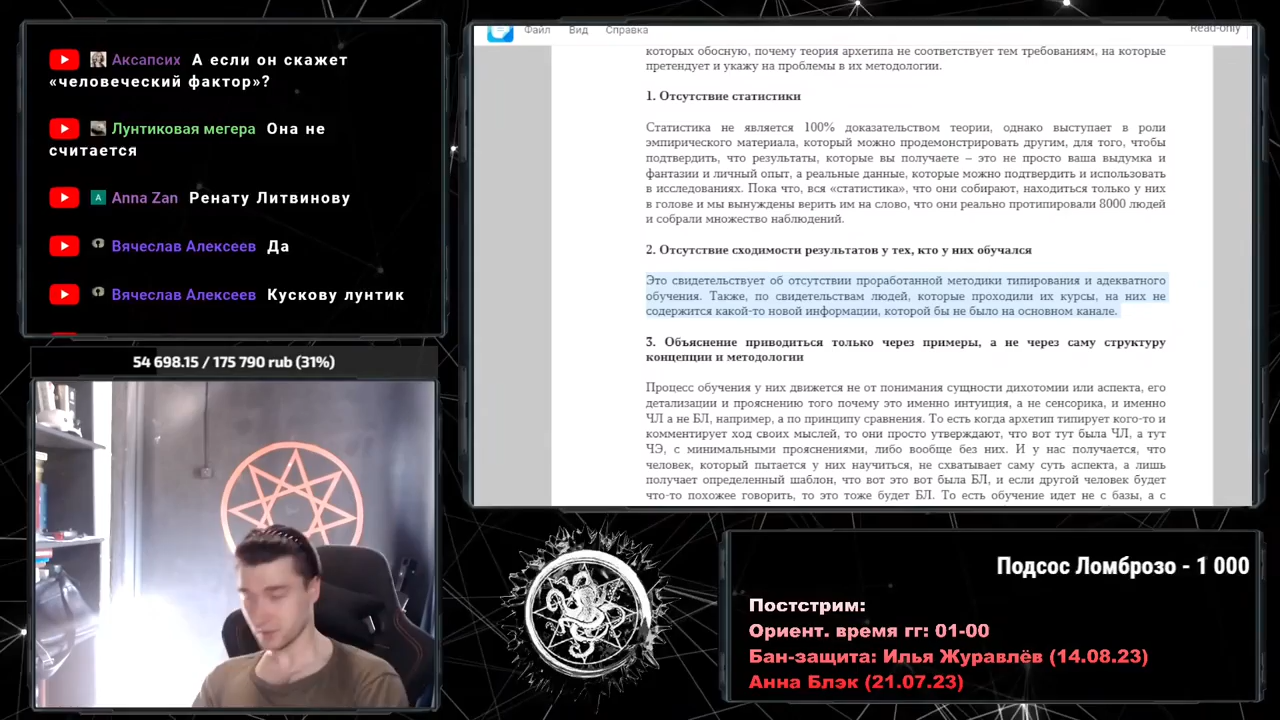 Аксапсих А если он скажет
«человеческий фактор»?
Лунтиковая мегера Она не
считается
A Anna Zan Ренату Литвинову
Вячеслав Алексеев Да
Вячеслав Алексеев Кускову лунтик
54 698.15 / 175 790 rub (31%)
Файл Вид Справка Read-only
которых обосную, почему теория архетипа не соответствует тем требованиям, на которые
претендует и укажу на проблемы в их методологии.
1. Отсутствие статистики
Статистика не является 100% доказательством теории, однако выступает в роли
эмпирического материала, который можно продемонстрировать другим, для того, чтобы
подтвердить, что результаты, которые вы получаете – это не просто ваша выдумка и
фантазии и личный опыт, а реальные данные, которые можно подтвердить и использовать
в исследованиях. Пока что, вся «статистика», что они собирают, находиться только у них
в голове и мы вынуждены верить им на слово, что они реально протипировали 8000 людей
и собрали множество наблюдений.
2. Отсутствие сходимости результатов у тех, кто у них обучался
Это свидетельствует об отсутствии проработанной методики типирования и адекватного
обучения. Также, по свидетельствам людей, которые проходили их курсы, на них не
содержится какой-то новой информации, которой бы не было на основном канале.
3. Объяснение приводиться только через примеры, а не через саму структуру
концепции и методологии
Процесс обучения у них движется не от понимания сущности дихотомии или аспекта, его
детализации и прояснению того почему это именно интуиция, а не сенсорика, и именно
ЧЛ а не БЛ, например, а по принципу сравнения. То есть когда архетип типирует кого-то и
комментирует ход своих мыслей, то они просто утверждают, что вот тут была ЧЛ, а тут
ЧЭ, с минимальными прояснениями, либо вообще без них. И у нас получается, что
человек, который пытается у них научиться, не схватывает саму суть аспекта, а лишь
получает определенный шаблон, что вот это вот была БЛ, и если другой человек будет
что-то похожее говорить, то это тоже будет БЛ. То есть обучение идет не с базы, а с
Подсос Ломброзо - 1 000
Постстрим:
Ориент. время гг: 01-00
Бан-защита: Илья Журавлёв (14.08.23)
Анна Блэк (21.07.23)